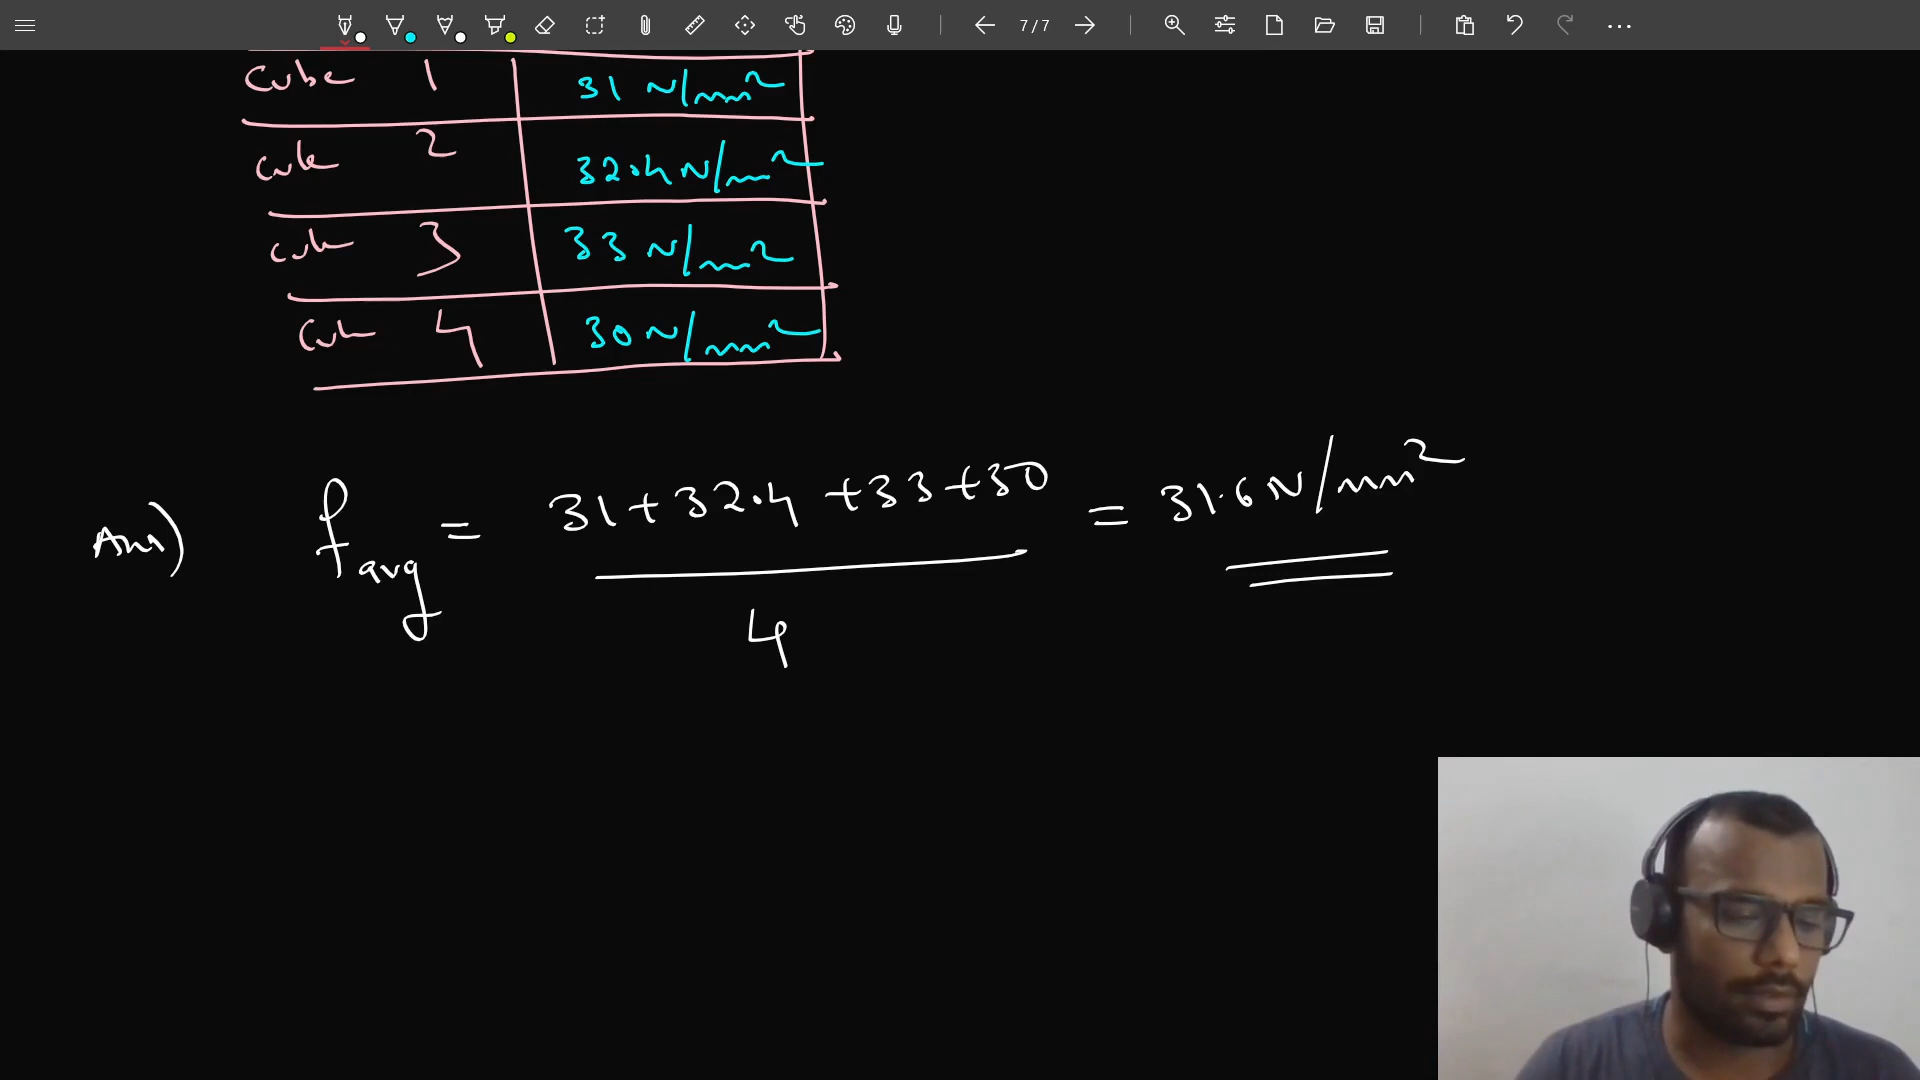 7 / 7
Cube 1 31 N/mm²
Cube 2 32.4 N/mm²
Cube 3 33 N/mm²
Cube 4 30 N/mm²
Ans) f avg = 31 + 32.4 + 33 + 30 = 31.6 N/mm²
4